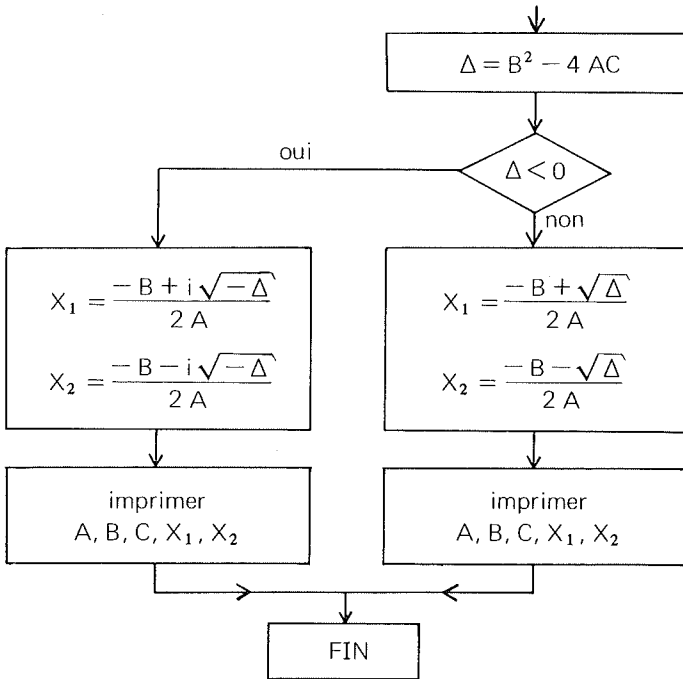 Δ = B² − 4 AC
Δ < 0
oui
non
X₁ = (−B + i√(−Δ)) / 2 A
X₂ = (−B − i√(−Δ)) / 2 A
X₁ = (−B + √Δ) / 2 A
X₂ = (−B − √Δ) / 2 A
imprimer
A, B, C, X₁, X₂
imprimer
A, B, C, X₁, X₂
FIN